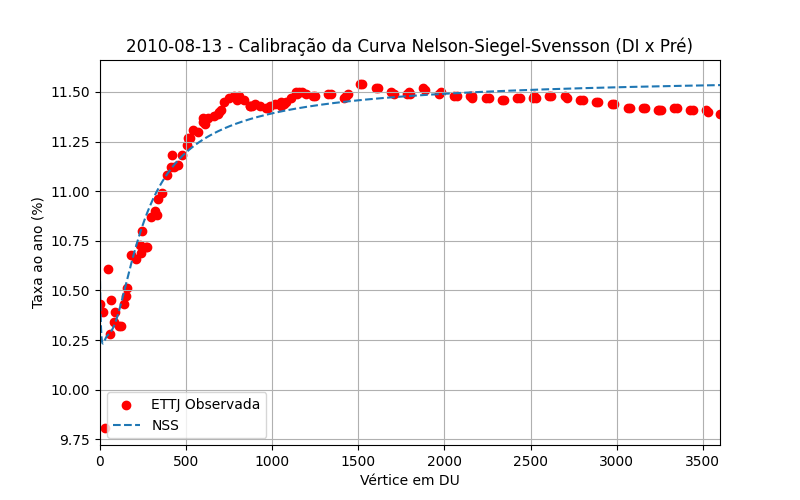 2010-08-13 - Calibração da Curva Nelson-Siegel-Svensson (DI x Pré)
Taxa ao ano (%)
11.50
11.25
11.00
10.75
10.50
10.25
10.00
9.75
ETTJ Observada
NSS
0 500 1000 1500 2000 2500 3000 3500
Vértice em DU